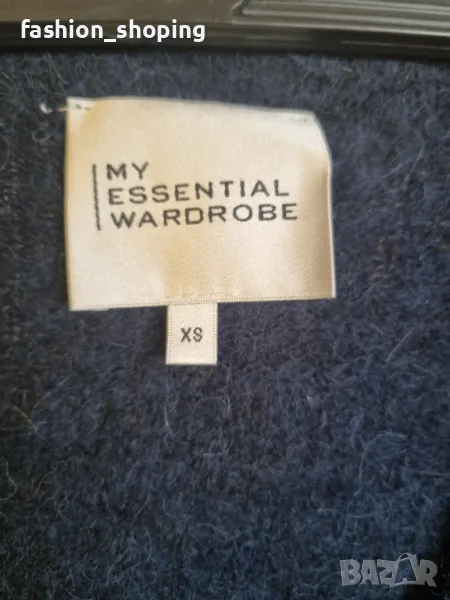 fashion_shoping
MY
ESSENTIAL
WARDROBE
XS
BAZAR